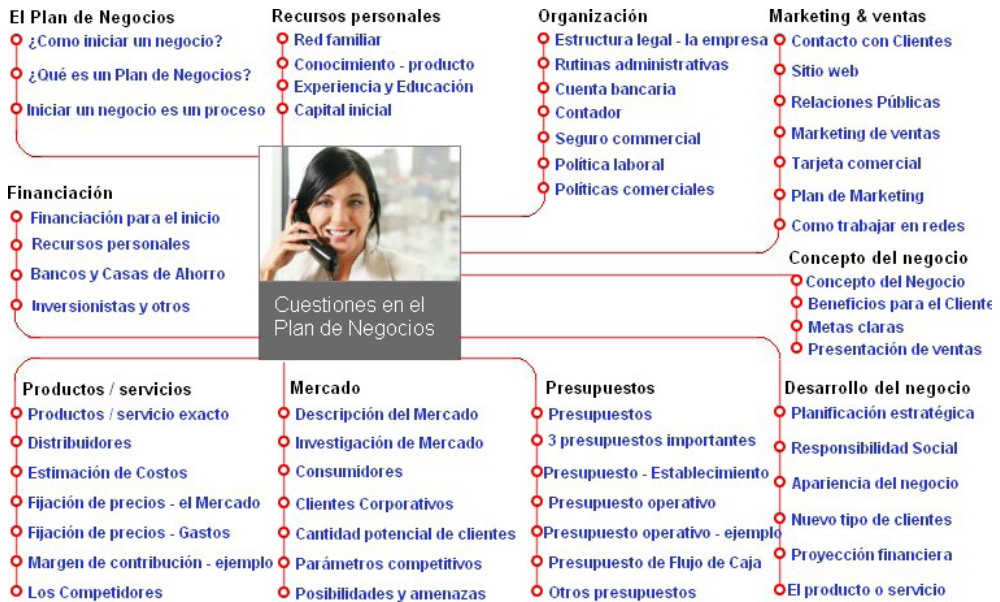 El Plan de Negocios
¿Como iniciar un negocio?
¿Qué es un Plan de Negocios?
Iniciar un negocio es un proceso
Recursos personales
Red familiar
Conocimiento - producto
Experiencia y Educación
Capital inicial
Organización
Estructura legal - la empresa
Rutinas administrativas
Cuenta bancaria
Contador
Seguro commercial
Política laboral
Políticas comerciales
Marketing & ventas
Contacto con Clientes
Sitio web
Relaciones Públicas
Marketing de ventas
Tarjeta comercial
Plan de Marketing
Como trabajar en redes
Financiación
Financiación para el inicio
Recursos personales
Bancos y Casas de Ahorro
Inversionistas y otros
Cuestiones en el
Plan de Negocios
Concepto del negocio
Concepto del Negocio
Beneficios para el Cliente
Metas claras
Presentación de ventas
Productos / servicios
Productos / servicio exacto
Distribuidores
Estimación de Costos
Fijación de precios - el Mercado
Fijación de precios - Gastos
Margen de contribución - ejemplo
Los Competidores
Mercado
Descripción del Mercado
Investigación de Mercado
Consumidores
Clientes Corporativos
Cantidad potencial de clientes
Parámetros competitivos
Posibilidades y amenazas
Presupuestos
Presupuestos
3 presupuestos importantes
Presupuesto - Establecimiento
Presupuesto operativo
Presupuesto operativo - ejemplo
Presupuesto de Flujo de Caja
Otros presupuestos
Desarrollo del negocio
Planificación estratégica
Responsibilidad Social
Apariencia del negocio
Nuevo tipo de clientes
Proyección financiera
El producto o servicio